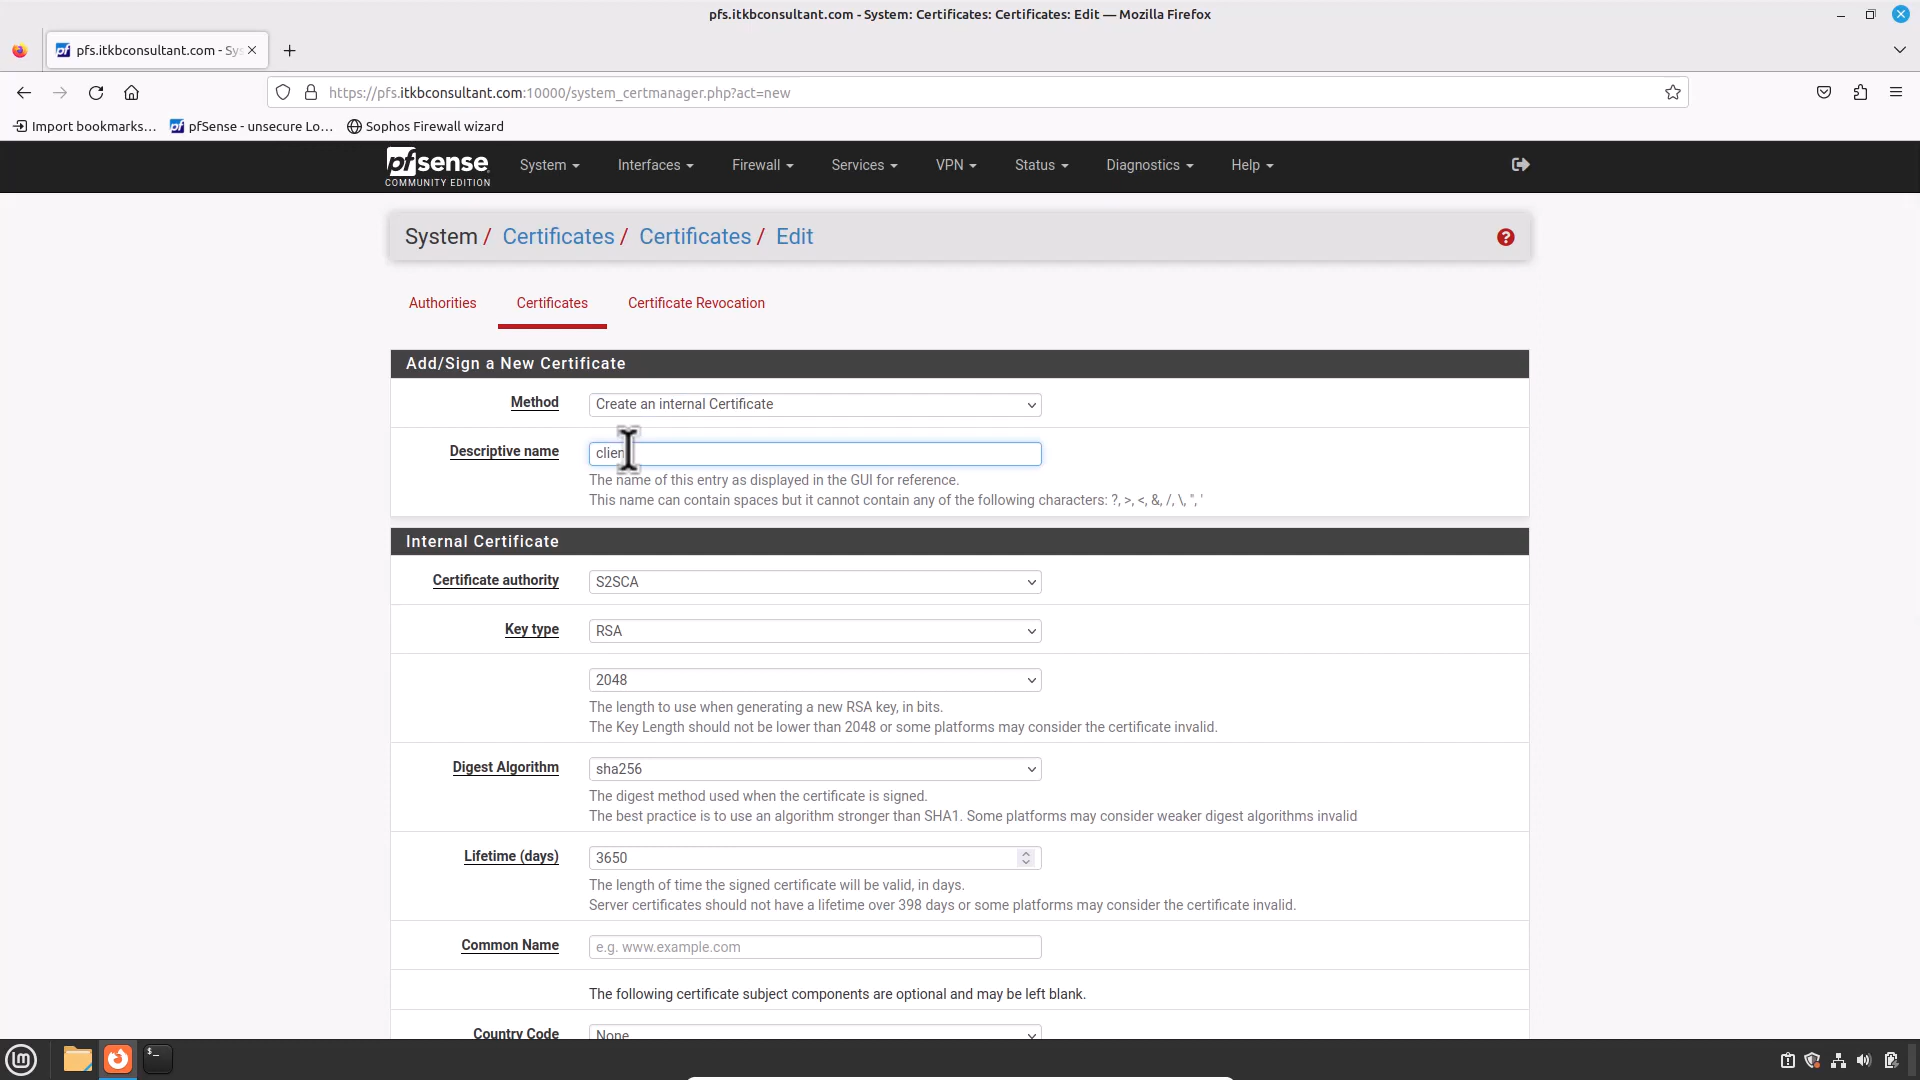 pfs.itkbconsultant.com - System: Certificates: Certificates: Edit — Mozilla Firefox
pfs.itkbconsultant.com - Sys
https://pfs.itkbconsultant.com:10000/system_certmanager.php?act=new
Import bookmarks... pfSense - unsecure Lo... Sophos Firewall wizard
pfsense COMMUNITY EDITION System Interfaces Firewall Services VPN Status Diagnostics Help
System / Certificates / Certificates / Edit
Authorities Certificates Certificate Revocation
Add/Sign a New Certificate
Method Create an internal Certificate
Descriptive name clien
The name of this entry as displayed in the GUI for reference.
This name can contain spaces but it cannot contain any of the following characters: ?, >, <, &, /, \, ", '
Internal Certificate
Certificate authority S2SCA
Key type RSA
2048
The length to use when generating a new RSA key, in bits.
The Key Length should not be lower than 2048 or some platforms may consider the certificate invalid.
Digest Algorithm sha256
The digest method used when the certificate is signed.
The best practice is to use an algorithm stronger than SHA1. Some platforms may consider weaker digest algorithms invalid
Lifetime (days) 3650
The length of time the signed certificate will be valid, in days.
Server certificates should not have a lifetime over 398 days or some platforms may consider the certificate invalid.
Common Name e.g. www.example.com
The following certificate subject components are optional and may be left blank.
Country Code None